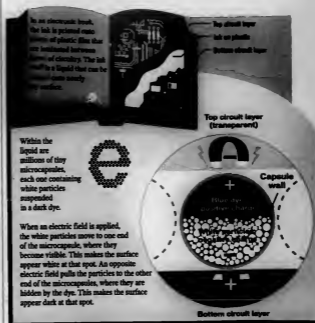 In an electronic book,
the ink is printed onto
of plastic film that
are laminated between
of circuitry. The ink
is a liquid that can be
surface.
Top circuit layer
Ink on plastic
Bottom circuit layer
Within the
liquid are
millions of tiny
microcapsules,
each one containing
white particles
suspended
in a dark dye.
e
When an electric field is applied,
the white particles move to one end
of the microcapsule, where they
become visible. This makes the surface
appear white at that spot. An opposite
electric field pulls the particles to the other
end of the microcapsules, where they are
hidden by the dye. This makes the surface
appear dark at that spot.
Top circuit layer
(transparent)
Capsule
wall
+
+
Bottom circuit layer